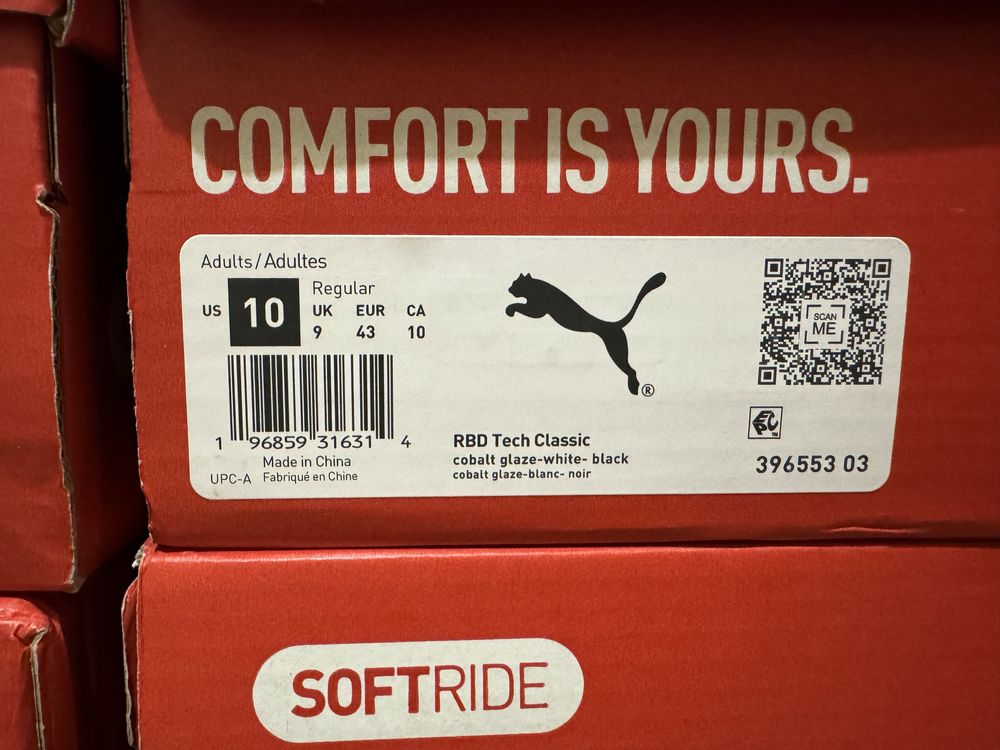 COMFORT IS YOURS.
Adults/Adultes
Regular
US 10 UK EUR CA
9 43 10
SCAN
ME
®
1 96859 31631 4
Made in China
UPC-A Fabriqué en Chine
RBD Tech Classic
cobalt glaze-white- black
cobalt glaze-blanc- noir
EPC™
396553 03
SOFTRIDE